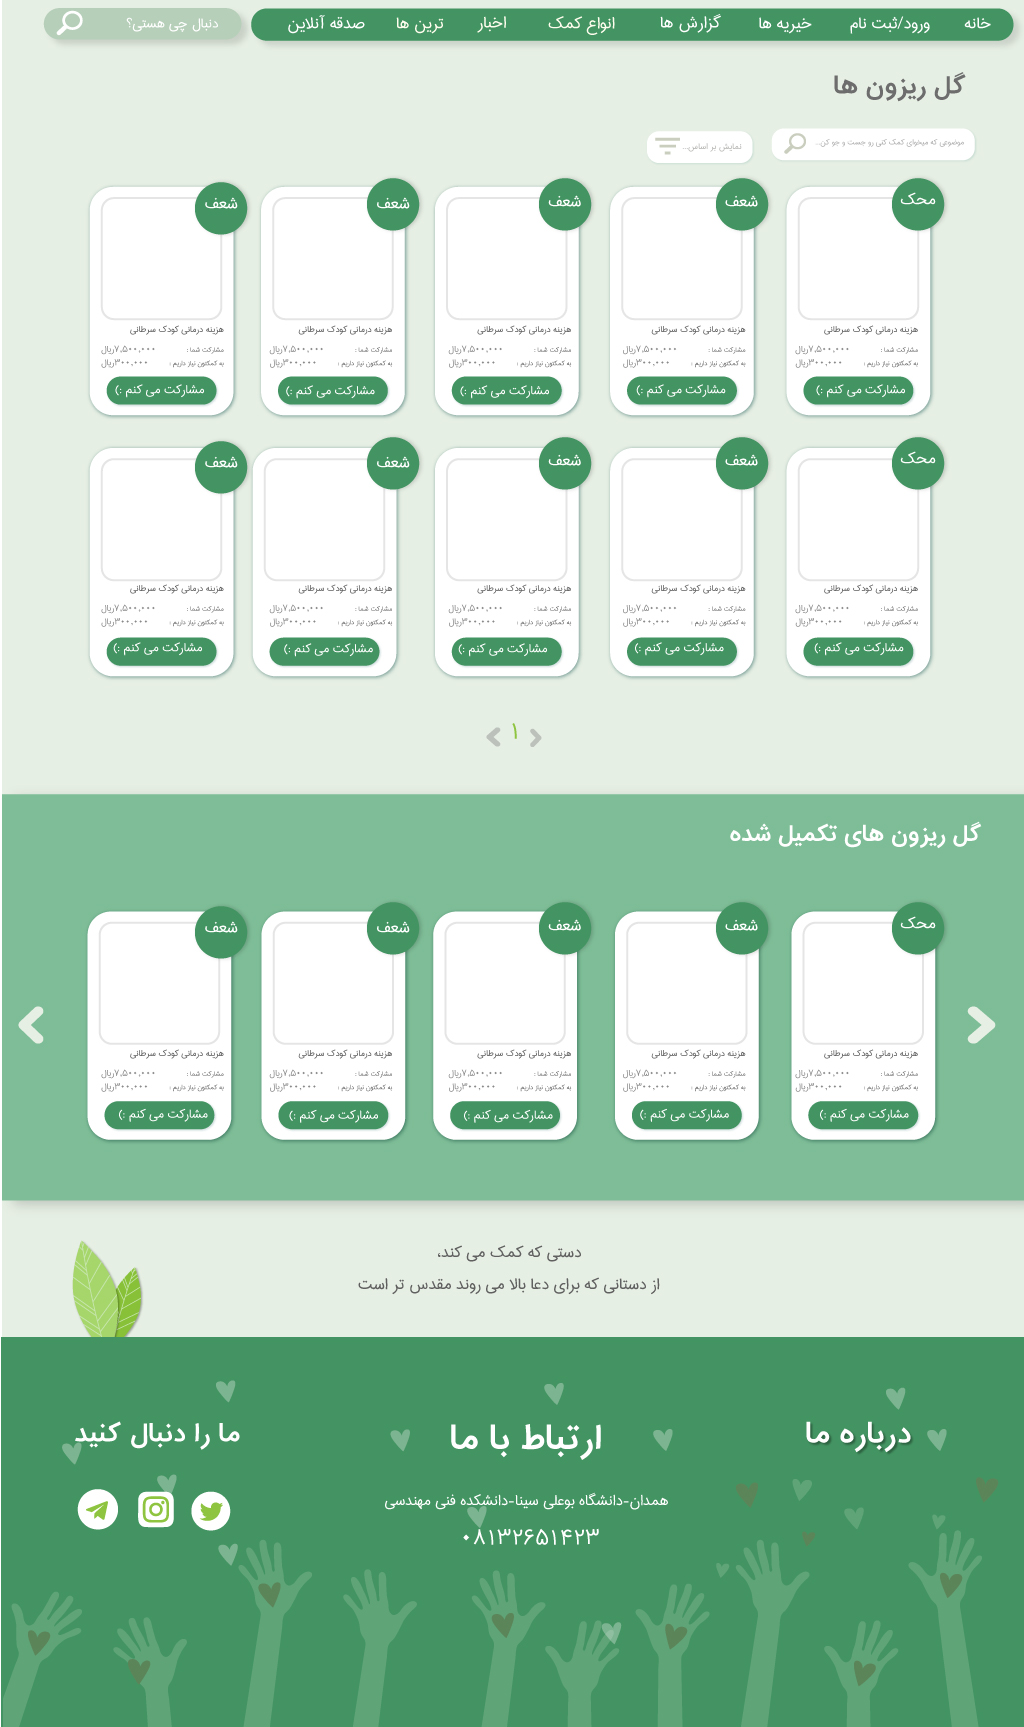 خانه
ورود/ثبت نام
خیریه ها
گزارش ها
انواع کمک
اخبار
ترین ها
صدقه آنلاین
دنبال چی هستی؟
گل ریزون ها
موضوعی که میخوای کمک کنی رو جست و جو کن...
نمایش بر اساس...
محک
هزینه درمانی کودک سرطانی
مشارکت شما : ۷,۵۰۰,۰۰۰ریال
به کمکتون نیاز داریم : ۳۰۰,۰۰۰ریال
مشارکت می کنم :)
شعف
هزینه درمانی کودک سرطانی
مشارکت شما : ۷,۵۰۰,۰۰۰ریال
به کمکتون نیاز داریم : ۳۰۰,۰۰۰ریال
مشارکت می کنم :)
شعف
هزینه درمانی کودک سرطانی
مشارکت شما : ۷,۵۰۰,۰۰۰ریال
به کمکتون نیاز داریم : ۳۰۰,۰۰۰ریال
مشارکت می کنم :)
شعف
هزینه درمانی کودک سرطانی
مشارکت شما : ۷,۵۰۰,۰۰۰ریال
به کمکتون نیاز داریم : ۳۰۰,۰۰۰ریال
مشارکت می کنم :)
شعف
هزینه درمانی کودک سرطانی
مشارکت شما : ۷,۵۰۰,۰۰۰ریال
به کمکتون نیاز داریم : ۳۰۰,۰۰۰ریال
مشارکت می کنم :)
محک
هزینه درمانی کودک سرطانی
مشارکت شما : ۷,۵۰۰,۰۰۰ریال
به کمکتون نیاز داریم : ۳۰۰,۰۰۰ریال
مشارکت می کنم :)
شعف
هزینه درمانی کودک سرطانی
مشارکت شما : ۷,۵۰۰,۰۰۰ریال
به کمکتون نیاز داریم : ۳۰۰,۰۰۰ریال
مشارکت می کنم :)
شعف
هزینه درمانی کودک سرطانی
مشارکت شما : ۷,۵۰۰,۰۰۰ریال
به کمکتون نیاز داریم : ۳۰۰,۰۰۰ریال
مشارکت می کنم :)
شعف
هزینه درمانی کودک سرطانی
مشارکت شما : ۷,۵۰۰,۰۰۰ریال
به کمکتون نیاز داریم : ۳۰۰,۰۰۰ریال
مشارکت می کنم :)
شعف
هزینه درمانی کودک سرطانی
مشارکت شما : ۷,۵۰۰,۰۰۰ریال
به کمکتون نیاز داریم : ۳۰۰,۰۰۰ریال
مشارکت می کنم :)
۱
گل ریزون های تکمیل شده
محک
هزینه درمانی کودک سرطانی
مشارکت شما : ۷,۵۰۰,۰۰۰ریال
به کمکتون نیاز داریم : ۳۰۰,۰۰۰ریال
مشارکت می کنم :)
شعف
هزینه درمانی کودک سرطانی
مشارکت شما : ۷,۵۰۰,۰۰۰ریال
به کمکتون نیاز داریم : ۳۰۰,۰۰۰ریال
مشارکت می کنم :)
شعف
هزینه درمانی کودک سرطانی
مشارکت شما : ۷,۵۰۰,۰۰۰ریال
به کمکتون نیاز داریم : ۳۰۰,۰۰۰ریال
مشارکت می کنم :)
شعف
هزینه درمانی کودک سرطانی
مشارکت شما : ۷,۵۰۰,۰۰۰ریال
به کمکتون نیاز داریم : ۳۰۰,۰۰۰ریال
مشارکت می کنم :)
شعف
هزینه درمانی کودک سرطانی
مشارکت شما : ۷,۵۰۰,۰۰۰ریال
به کمکتون نیاز داریم : ۳۰۰,۰۰۰ریال
مشارکت می کنم :)
دستی که کمک می کند،
از دستانی که برای دعا بالا می روند مقدس تر است
درباره ما
ارتباط با ما
همدان-دانشگاه بوعلی سینا-دانشکده فنی مهندسی
۰۸۱۳۲۶۵۱۴۲۳
ما را دنبال کنید